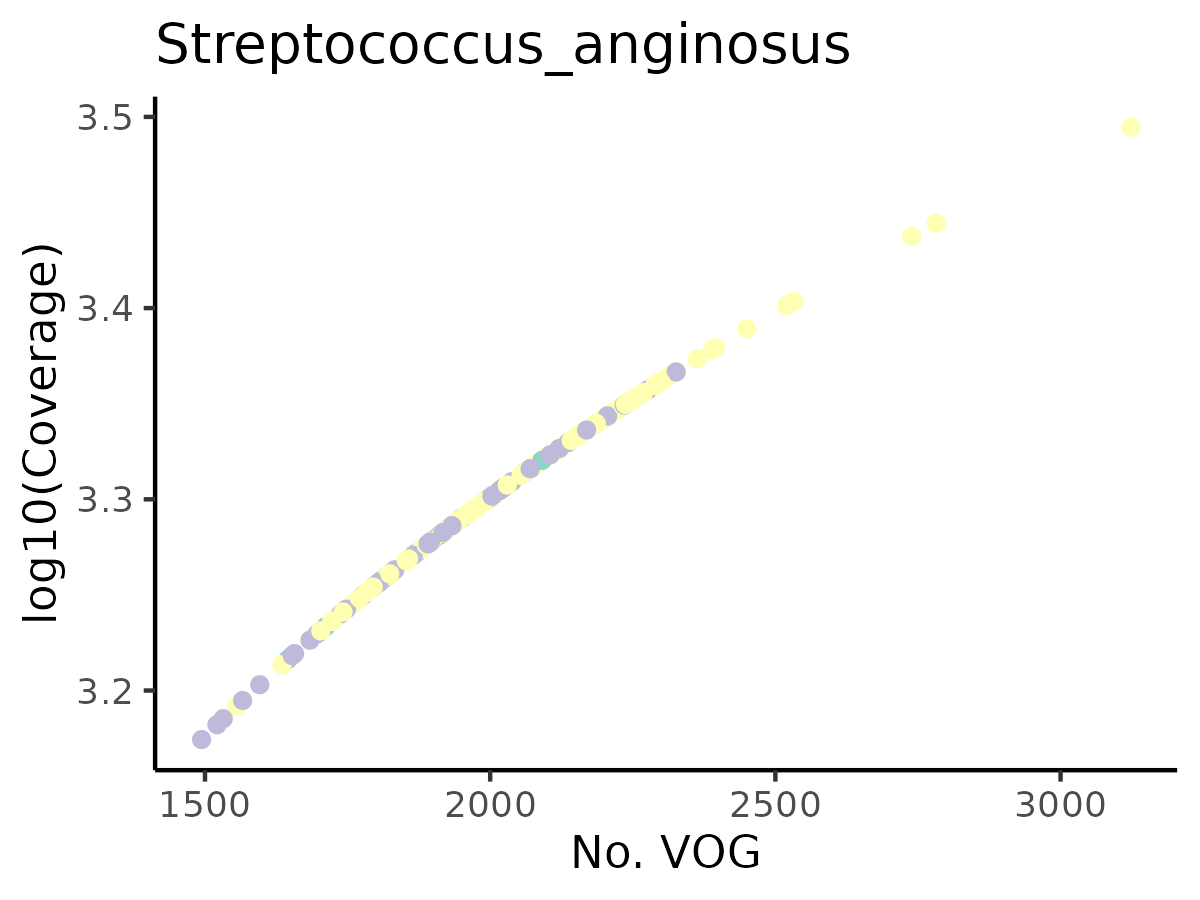 Streptococcus_anginosus
log10(Coverage)
3.5
3.4
3.3
3.2
1500 2000 2500 3000
No. VOG